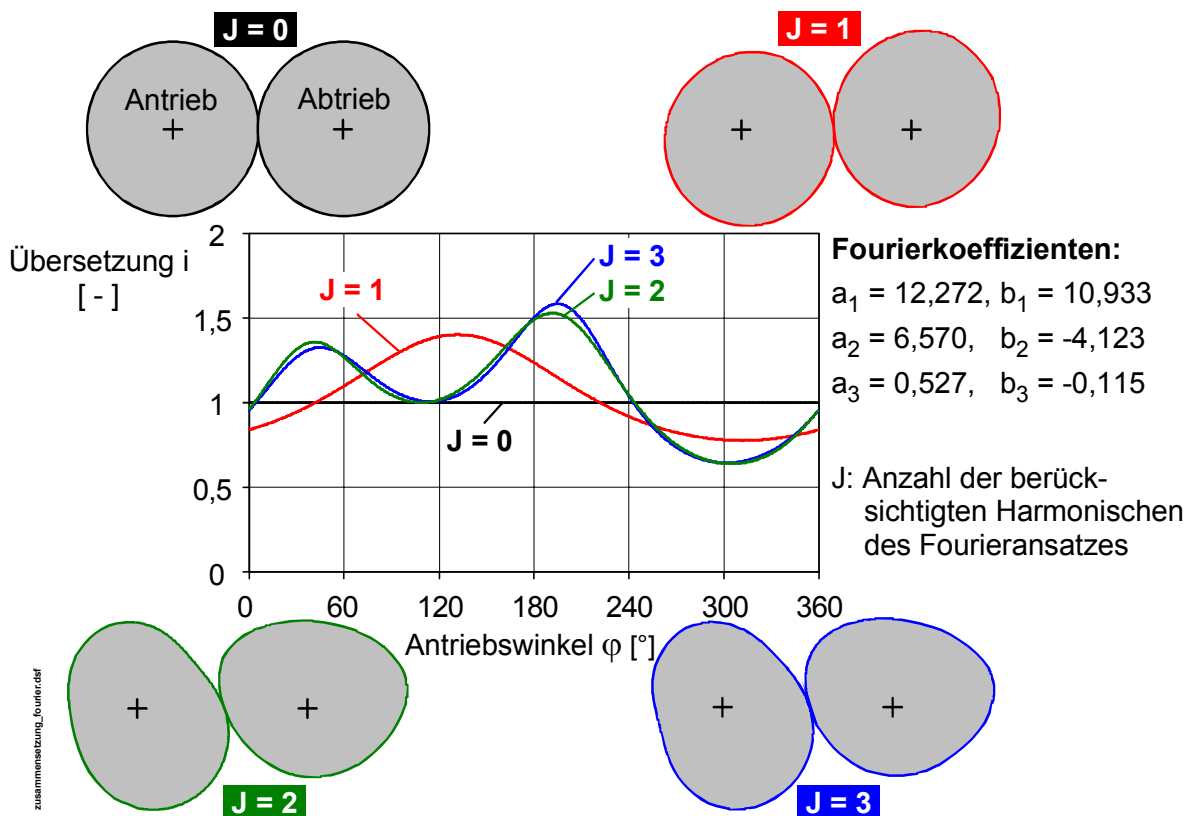 J = 0
J = 1
Antrieb
Abtrieb
Übersetzung i
[ - ]
2
1,5
1
0,5
0
J = 1
J = 3
J = 2
J = 0
0
60
120
180
240
300
360
Antriebswinkel φ [°]
Fourierkoeffizienten:
a1 = 12,272, b1 = 10,933
a2 = 6,570, b2 = -4,123
a3 = 0,527, b3 = -0,115
J: Anzahl der berück-
sichtigten Harmonischen
des Fourieransatzes
zusammensetzung_fourier.dsf
J = 2
J = 3